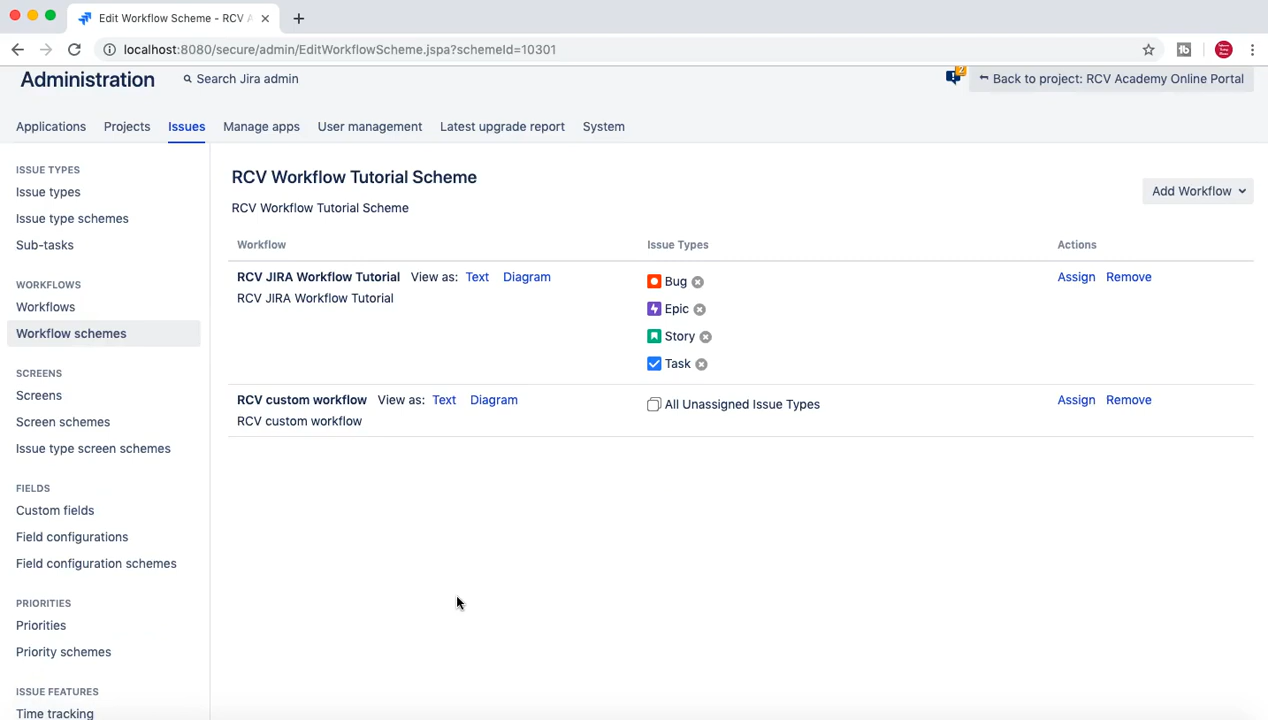 Edit Workflow Scheme - RCV A
localhost:8080/secure/admin/EditWorkflowScheme.jspa?schemeId=10301
Administration
Search Jira admin
2
Back to project: RCV Academy Online Portal
Applications Projects Issues Manage apps User management Latest upgrade report System
ISSUE TYPES
Issue types
Issue type schemes
Sub-tasks
WORKFLOWS
Workflows
Workflow schemes
SCREENS
Screens
Screen schemes
Issue type screen schemes
FIELDS
Custom fields
Field configurations
Field configuration schemes
PRIORITIES
Priorities
Priority schemes
ISSUE FEATURES
Time tracking
RCV Workflow Tutorial Scheme
Add Workflow
RCV Workflow Tutorial Scheme
Workflow Issue Types Actions
RCV JIRA Workflow Tutorial View as: Text Diagram
RCV JIRA Workflow Tutorial
Bug
Epic
Story
Task
Assign Remove
RCV custom workflow View as: Text Diagram
RCV custom workflow
All Unassigned Issue Types
Assign Remove